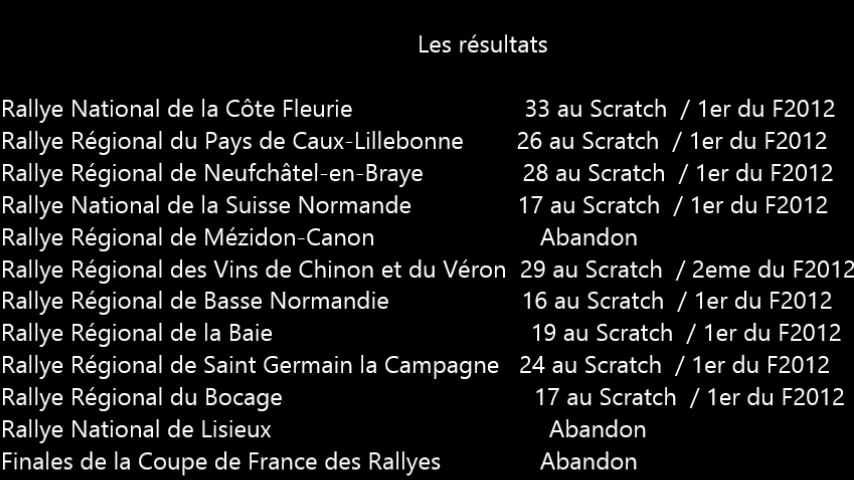 Les résultats
Rallye National de la Côte Fleurie 33 au Scratch / 1er du F2012
Rallye Régional du Pays de Caux-Lillebonne 26 au Scratch / 1er du F2012
Rallye Régional de Neufchâtel-en-Braye 28 au Scratch / 1er du F2012
Rallye National de la Suisse Normande 17 au Scratch / 1er du F2012
Rallye Régional de Mézidon-Canon Abandon
Rallye Régional des Vins de Chinon et du Véron 29 au Scratch / 2eme du F2012
Rallye Régional de Basse Normandie 16 au Scratch / 1er du F2012
Rallye Régional de la Baie 19 au Scratch / 1er du F2012
Rallye Régional de Saint Germain la Campagne 24 au Scratch / 1er du F2012
Rallye Régional du Bocage 17 au Scratch / 1er du F2012
Rallye National de Lisieux Abandon
Finales de la Coupe de France des Rallyes Abandon